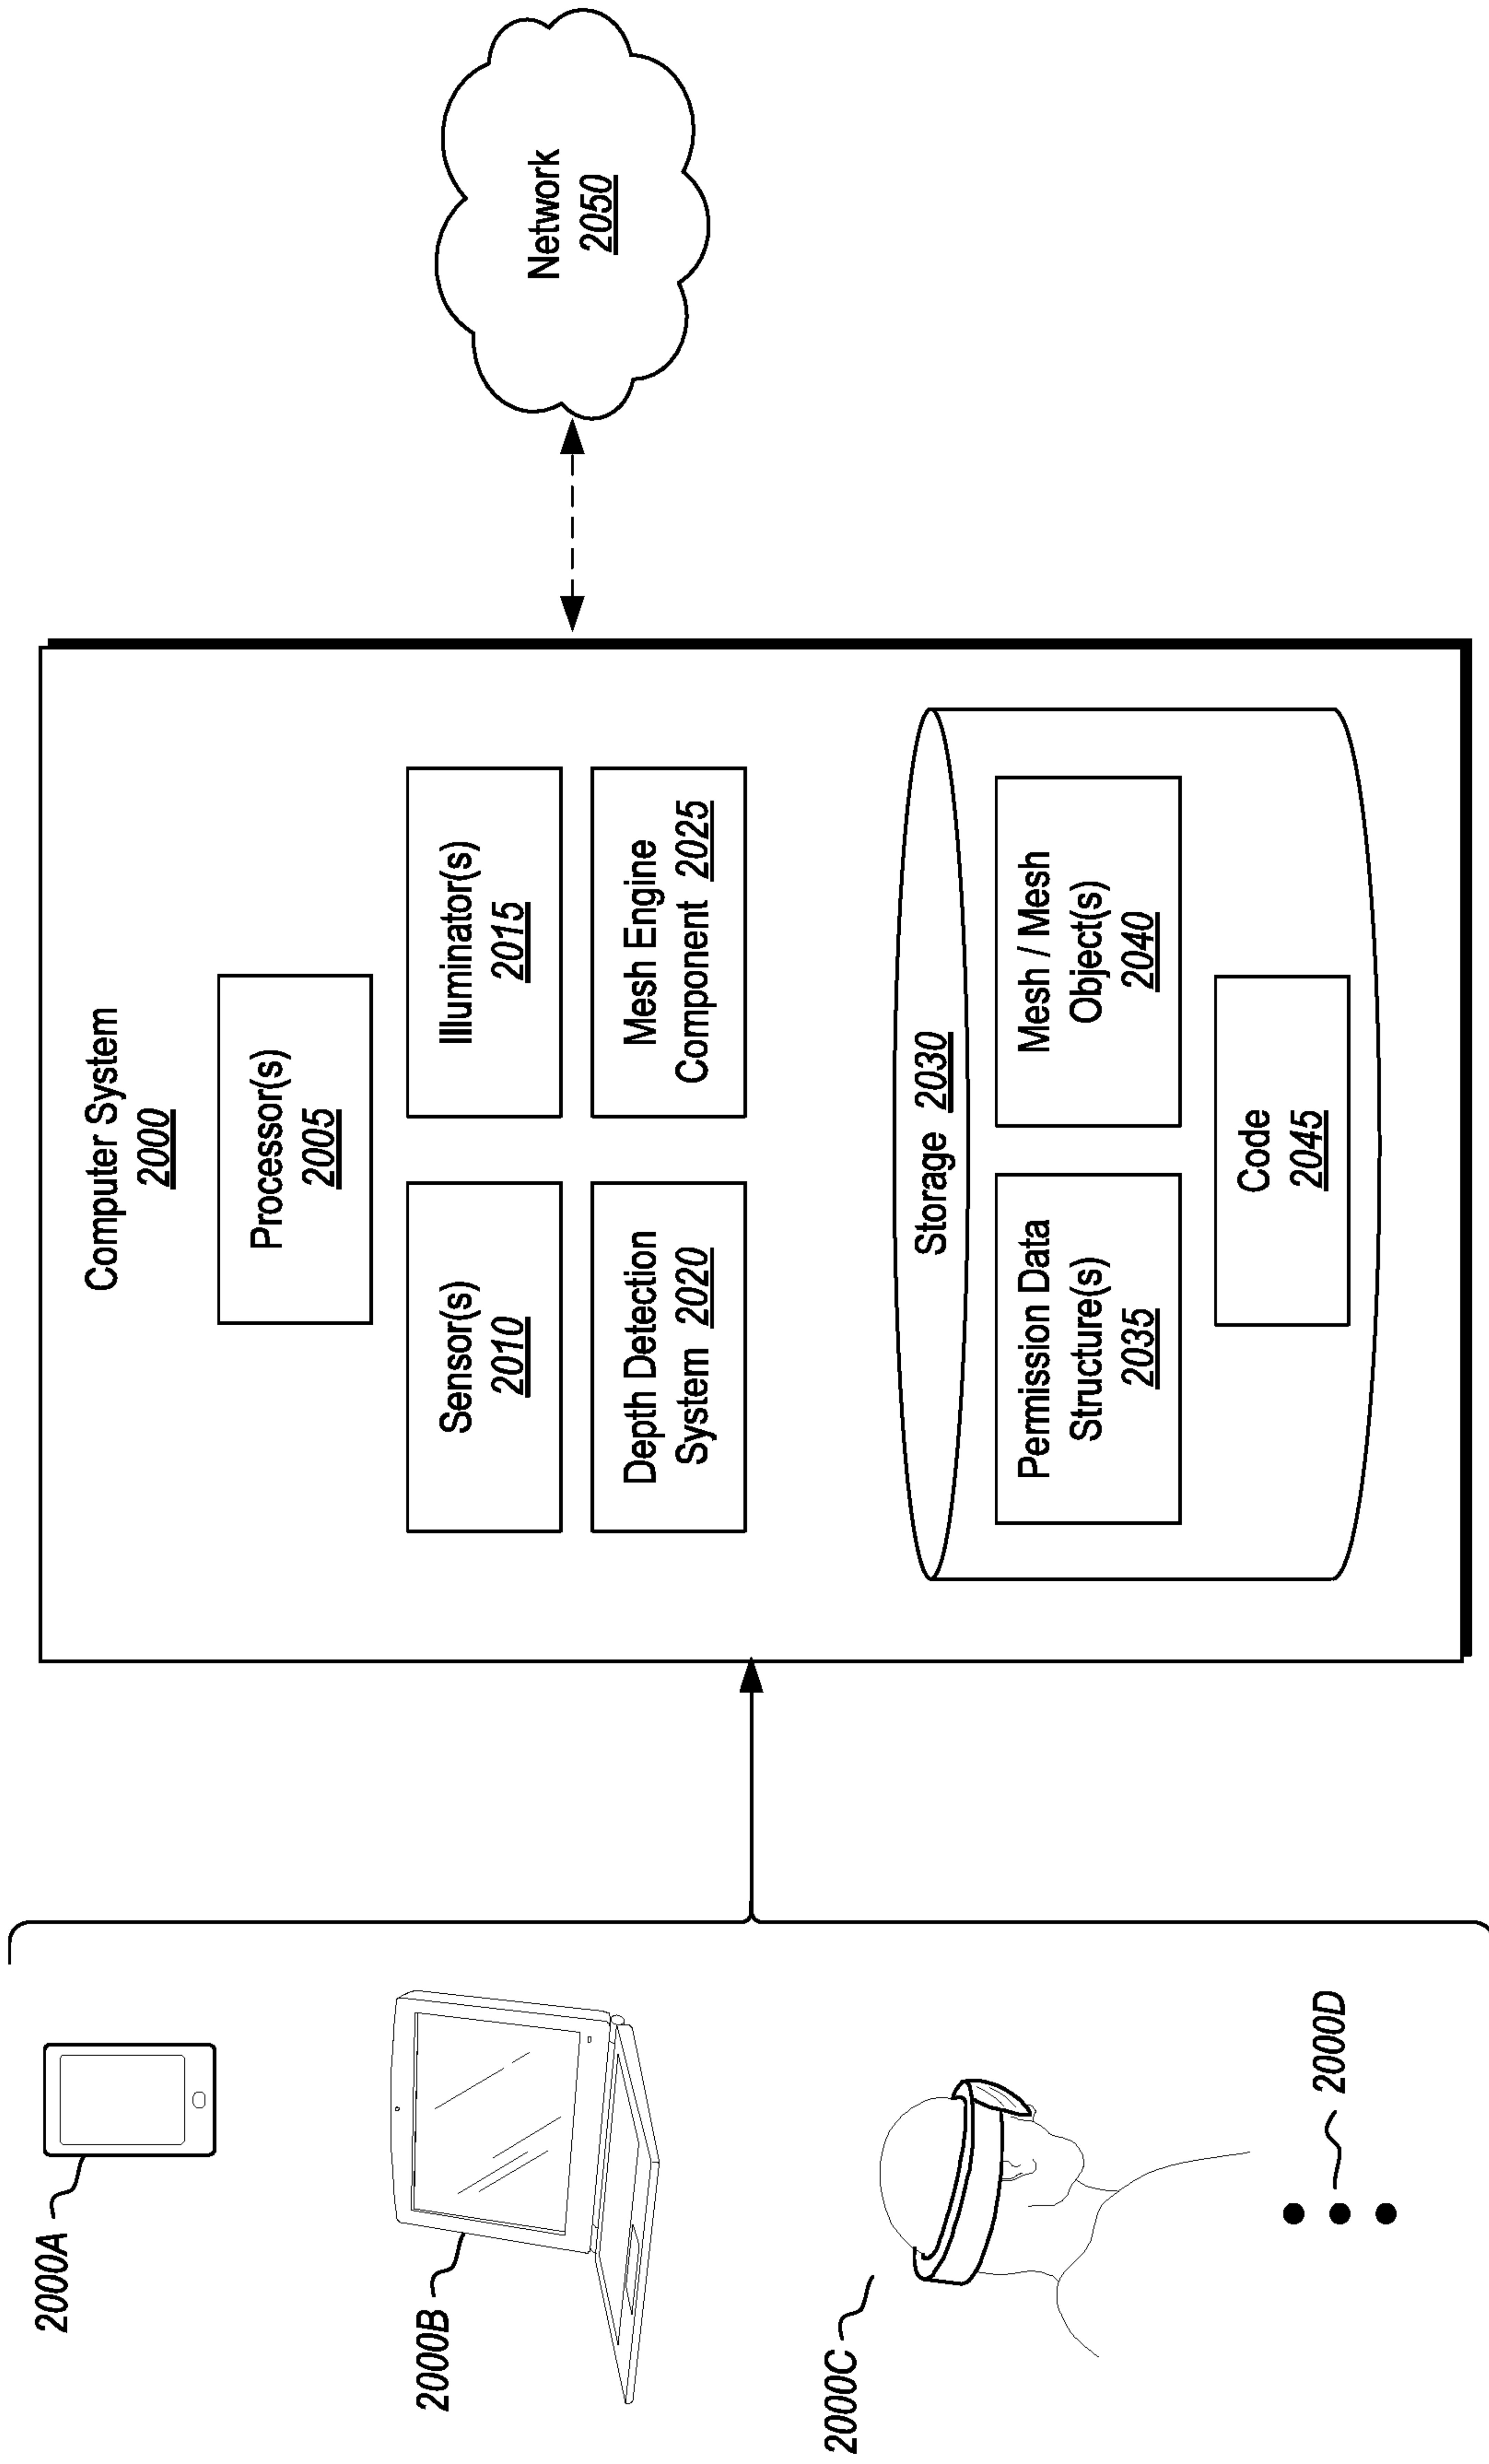 2000A
2000B
2000C
2000D
Computer System
2000
Processor(s)
2005
Sensor(s)
2010
Illuminator(s)
2015
Depth Detection
System 2020
Mesh Engine
Component 2025
Storage 2030
Permission Data
Structure(s)
2035
Mesh / Mesh
Object(s)
2040
Code
2045
Network
2050